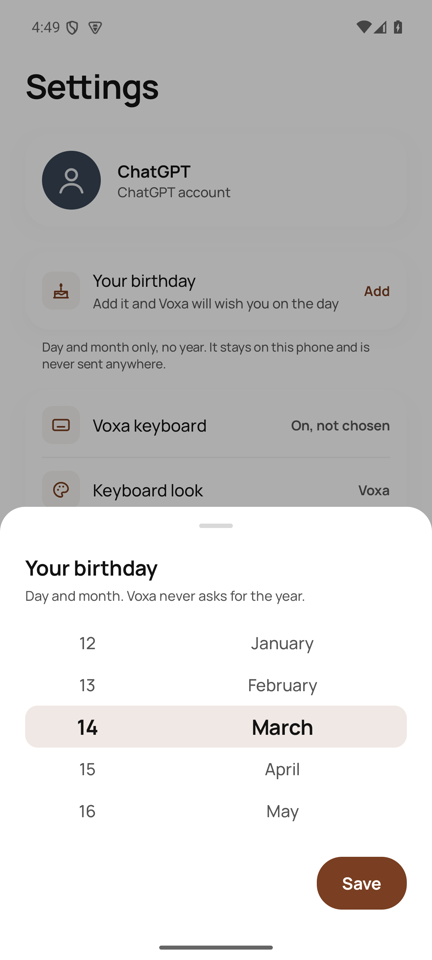 4:49
Settings
ChatGPT
ChatGPT account
Your birthday
Add it and Voxa will wish you on the day
Add
Day and month only, no year. It stays on this phone and is
never sent anywhere.
Voxa keyboard
On, not chosen
Keyboard look
Voxa
Your birthday
Day and month. Voxa never asks for the year.
12 January
13 February
14 March
15 April
16 May
Save